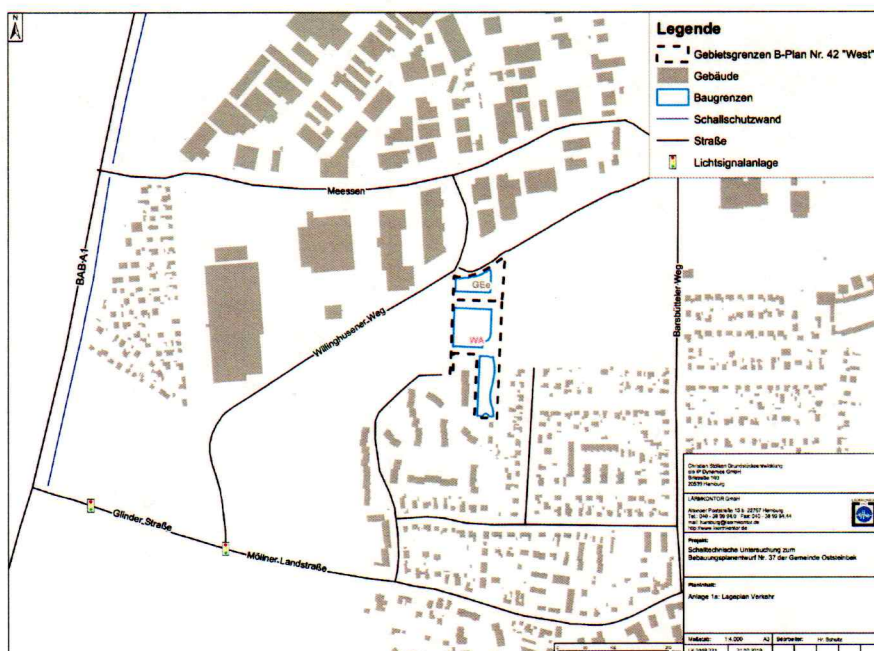 N
Legende
Gebietsgrenzen B-Plan Nr. 42 "West"
Gebäude
Baugrenzen
Schallschutzwand
Straße
Lichtsignalanlage
Meessen
BAB A1
Willinghusener Weg
Barsbütteler Weg
GEe
WA
Glinder Straße
Möllner Landstraße
20539 Hamburg
LÄRMKONTOR GmbH
Projekt:
Schalltechnische Untersuchung zum
Bebauungsplanentwurf Nr. 37 der Gemeinde Oststeinbek
Planinhalt:
Anlage 1a: Lageplan Verkehr
Maßstab: 1:4.000 A3 Bearbeiter: Hr. Schulz